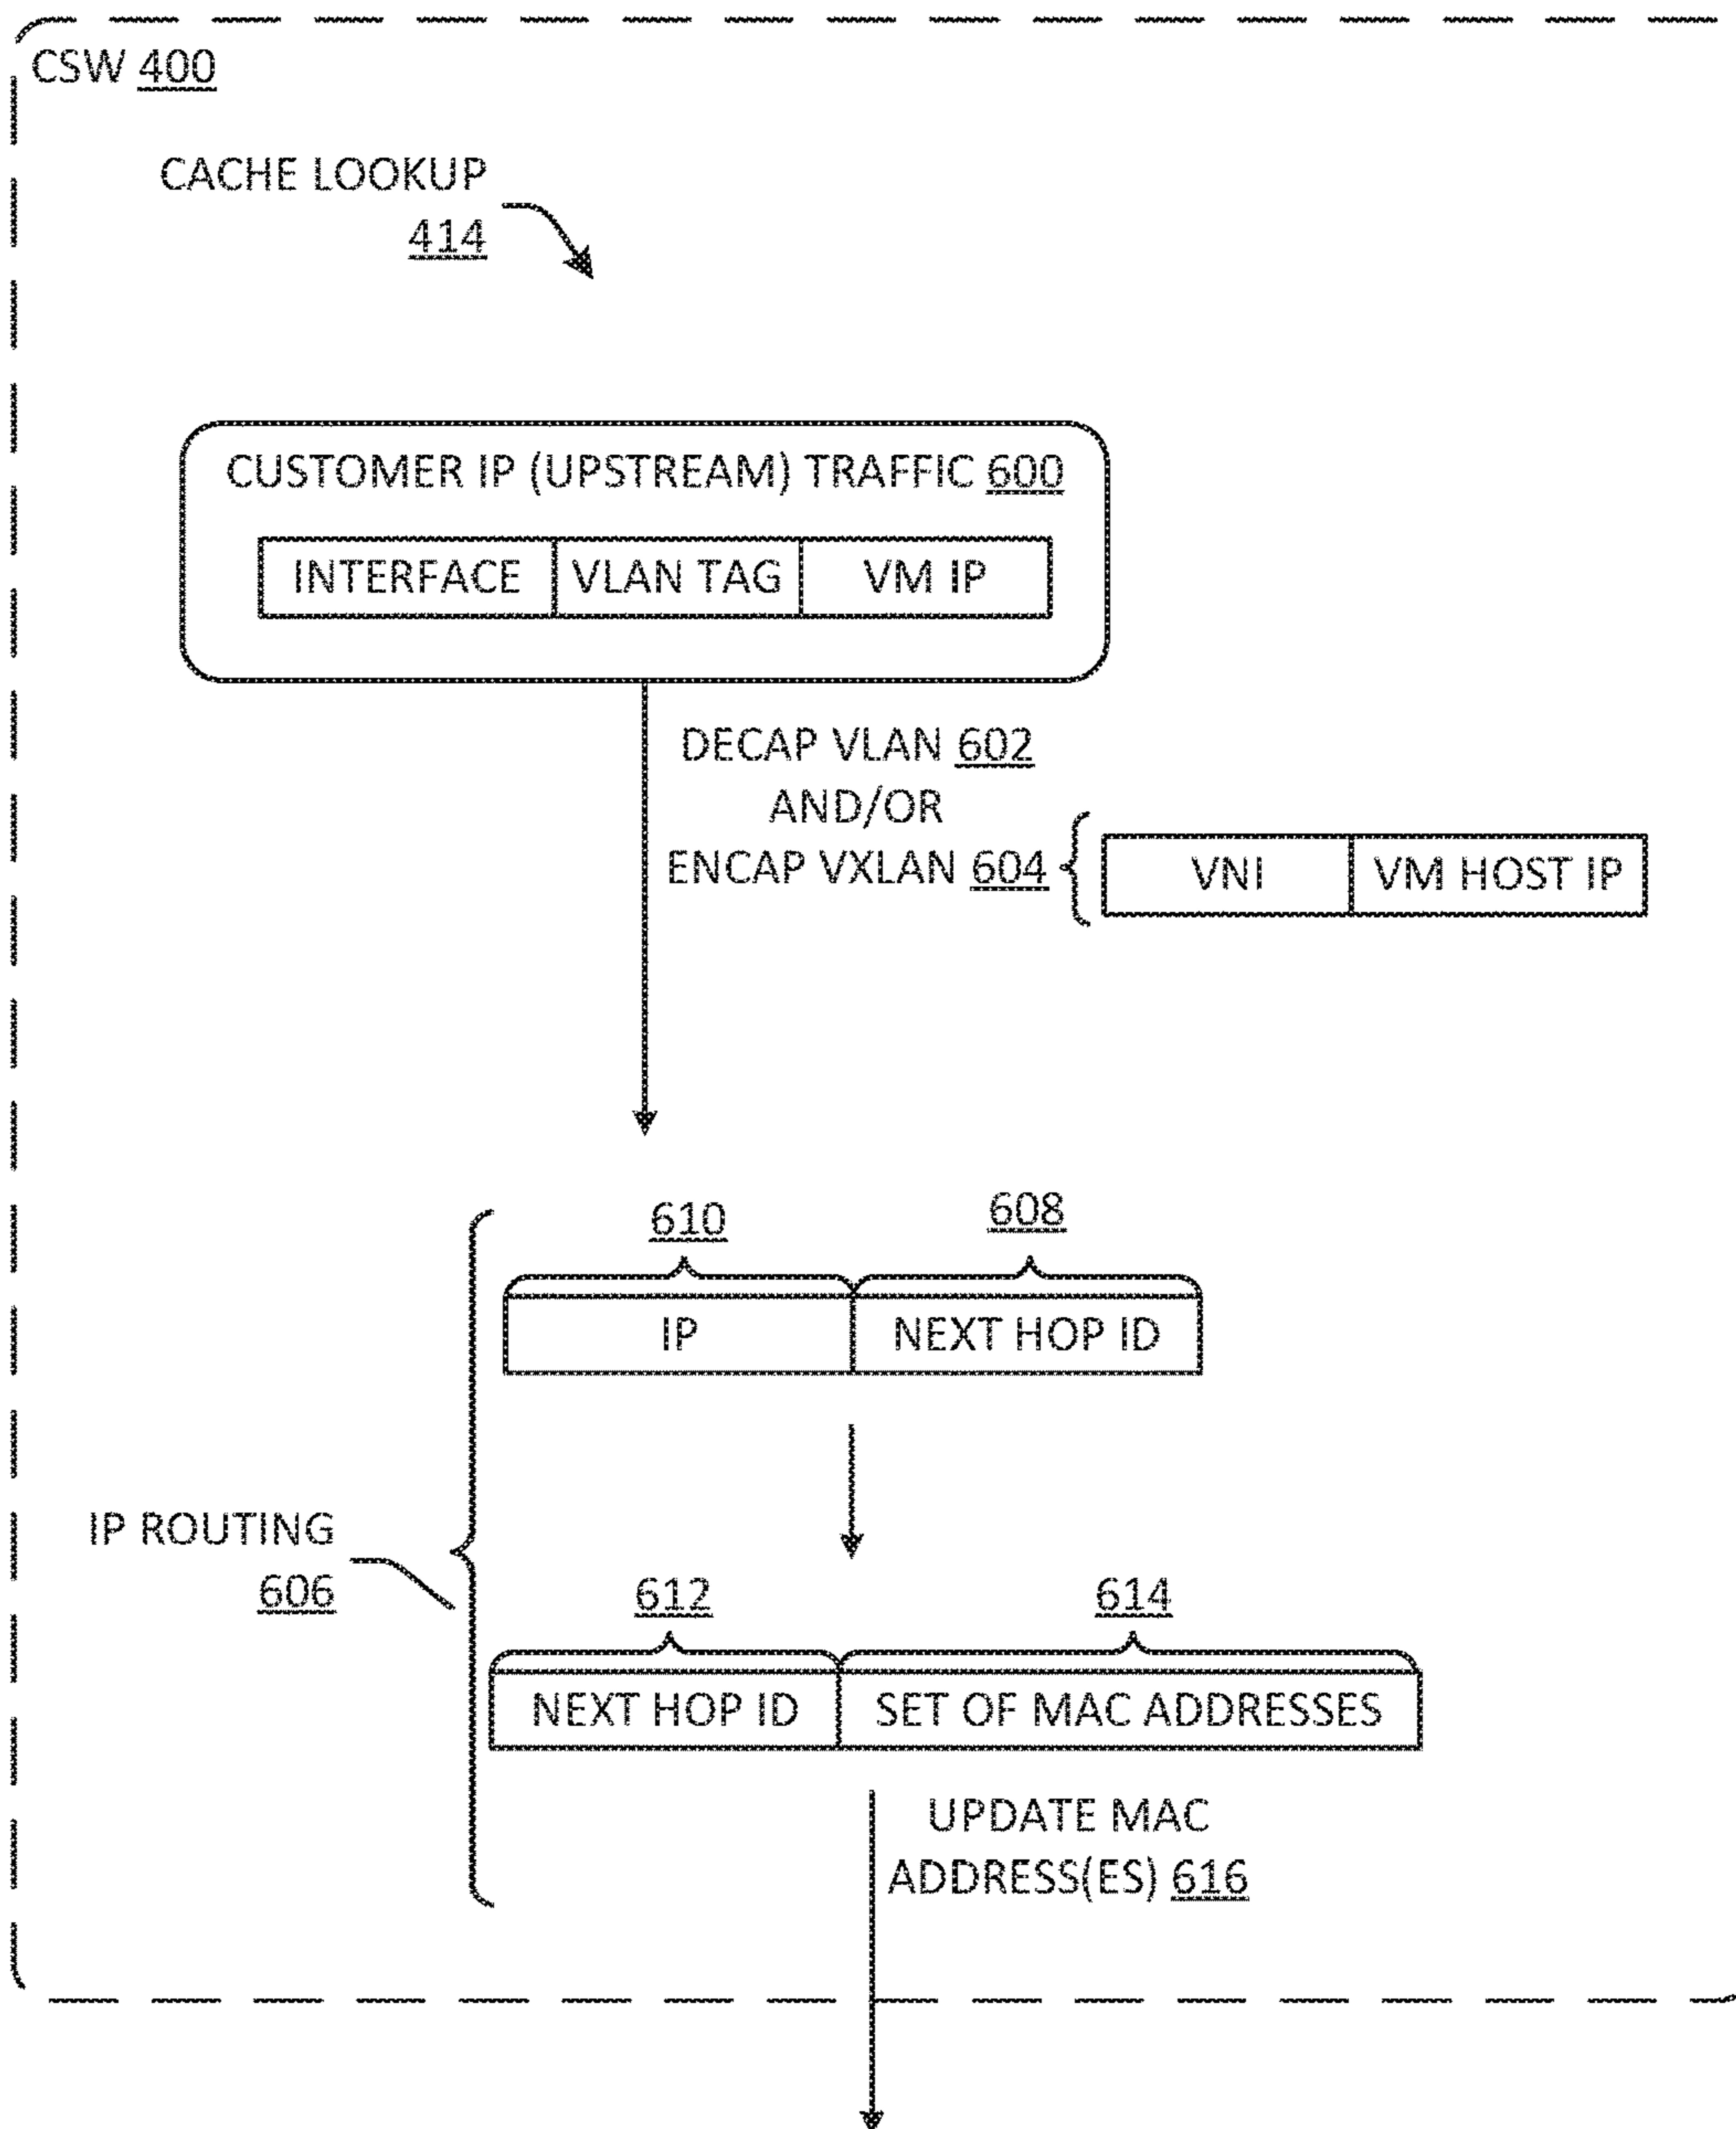 CSW 400
CACHE LOOKUP
414
CUSTOMER IP (UPSTREAM) TRAFFIC 600
INTERFACE VLAN TAG VM IP
DECAP VLAN 602
AND/OR
ENCAP VXLAN 604
VNI VM HOST IP
610 608
IP NEXT HOP ID
IP ROUTING
606
612 614
NEXT HOP ID SET OF MAC ADDRESSES
UPDATE MAC
ADDRESS(ES) 616